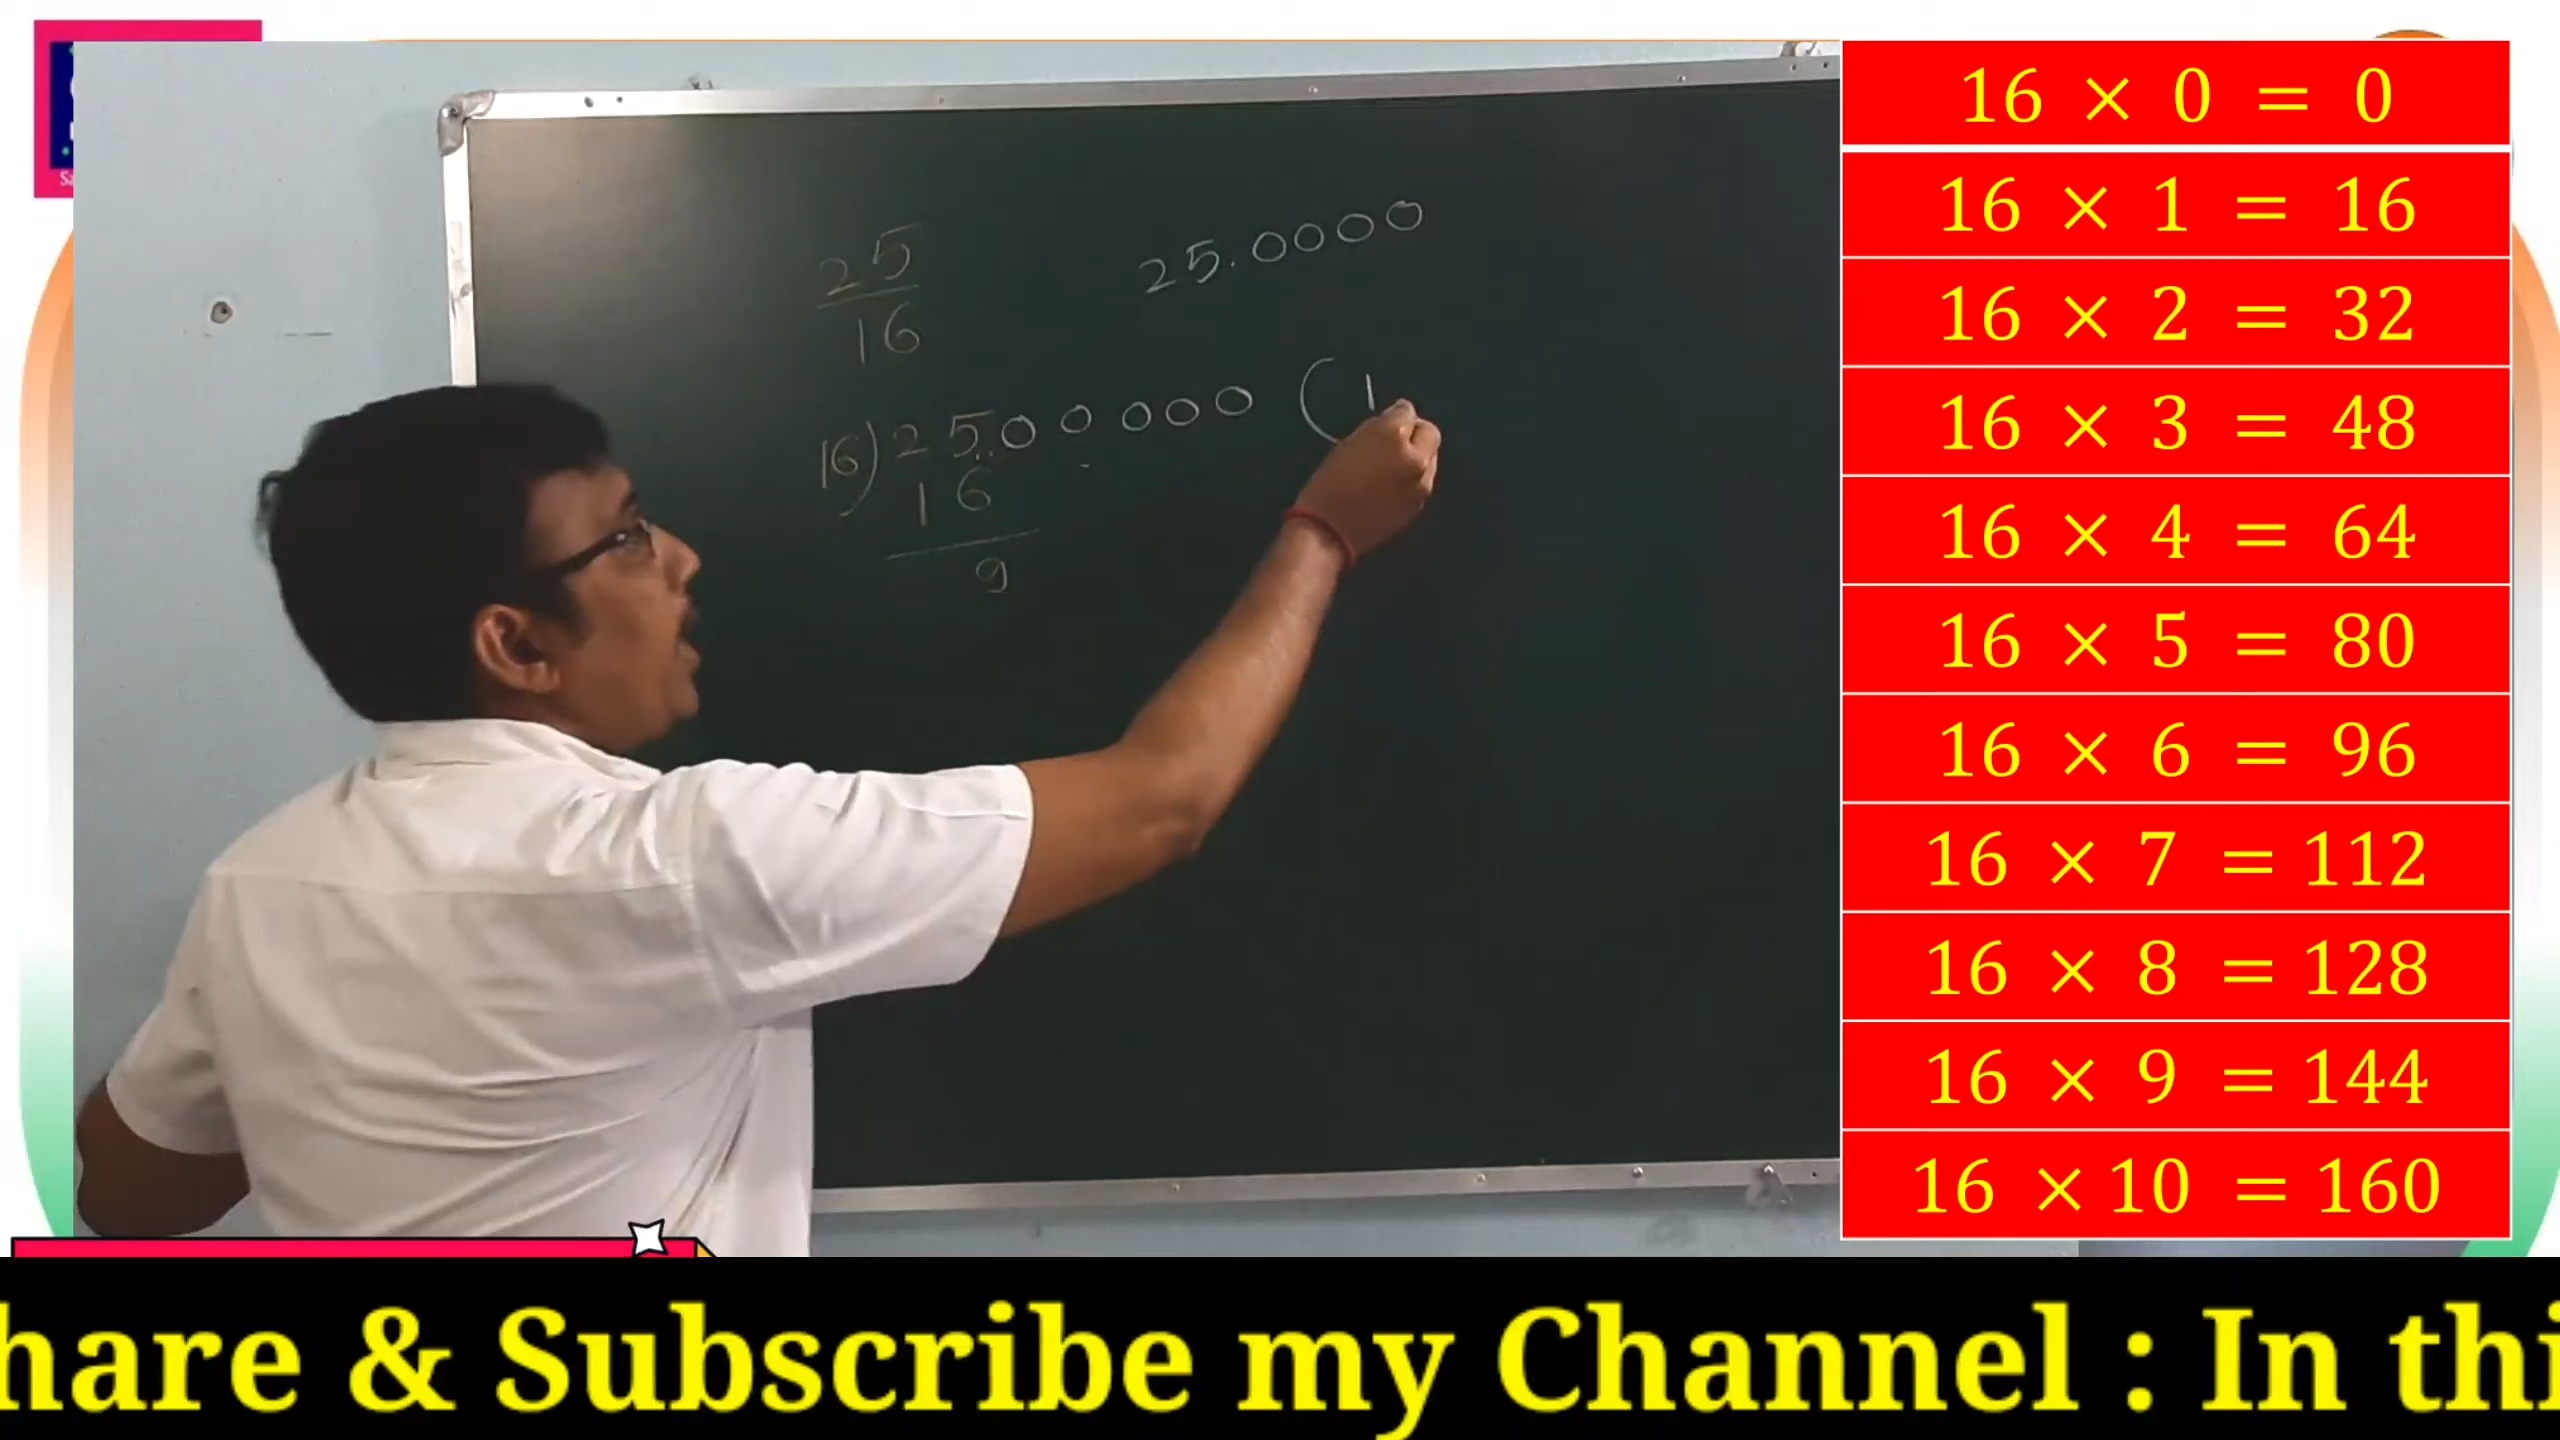 25
16
25.0000
16)25.00000(1
16
9
16 × 0 = 0
16 × 1 = 16
16 × 2 = 32
16 × 3 = 48
16 × 4 = 64
16 × 5 = 80
16 × 6 = 96
16 × 7 = 112
16 × 8 = 128
16 × 9 = 144
16 × 10 = 160
hare & Subscribe my Channel : In thi